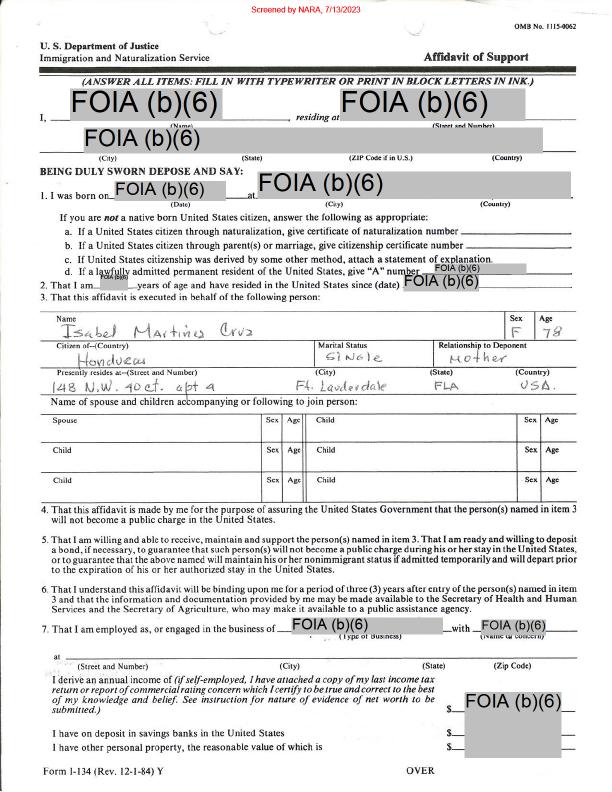 Screened by NARA, 7/13/2023
OMB No. 1115-0062
U. S. Department of Justice
Immigration and Naturalization Service Affidavit of Support
(ANSWER ALL ITEMS: FILL IN WITH TYPEWRITER OR PRINT IN BLOCK LETTERS IN INK.)
I, FOIA (b)(6) , residing at FOIA (b)(6)
(Name) (Street and Number)
FOIA (b)(6)
(City) (State) (ZIP Code if in U.S.) (Country)
BEING DULY SWORN DEPOSE AND SAY:
1. I was born on FOIA (b)(6) at FOIA (b)(6)
(Date) (City) (Country)
If you are not a native born United States citizen, answer the following as appropriate:
a. If a United States citizen through naturalization, give certificate of naturalization number
b. If a United States citizen through parent(s) or marriage, give citizenship certificate number
c. If United States citizenship was derived by some other method, attach a statement of explanation.
d. If a lawfully admitted permanent resident of the United States, give "A" number FOIA (b)(6)
2. That I am FOIA (b)(6) years of age and have resided in the United States since (date) FOIA (b)(6)
3. That this affidavit is executed in behalf of the following person:
Name Sex Age
Isabel Martines Cruz F 78
Citizen of--(Country) Marital Status Relationship to Deponent
Honduras Single Mother
Presently resides at--(Street and Number) (City) (State) (Country)
148 N.W. 40 ct. apt 4 Ft. Lauderdale FLA USA.
Name of spouse and children accompanying or following to join person:
Spouse Sex Age Child Sex Age
Child Sex Age Child Sex Age
Child Sex Age Child Sex Age
4. That this affidavit is made by me for the purpose of assuring the United States Government that the person(s) named in item 3
will not become a public charge in the United States.
5. That I am willing and able to receive, maintain and support the person(s) named in item 3. That I am ready and willing to deposit
a bond, if necessary, to guarantee that such person(s) will not become a public charge during his or her stay in the United States,
or to guarantee that the above named will maintain his or her nonimmigrant status if admitted temporarily and will depart prior
to the expiration of his or her authorized stay in the United States.
6. That I understand this affidavit will be binding upon me for a period of three (3) years after entry of the person(s) named in item
3 and that the information and documentation provided by me may be made available to the Secretary of Health and Human
Services and the Secretary of Agriculture, who may make it available to a public assistance agency.
7. That I am employed as, or engaged in the business of FOIA (b)(6) with FOIA (b)(6)
(Type of Business) (Name of concern)
at
(Street and Number) (City) (State) (Zip Code)
I derive an annual income of (if self-employed, I have attached a copy of my last income tax
return or report of commercial rating concern which I certify to be true and correct to the best
of my knowledge and belief. See instruction for nature of evidence of net worth to be
submitted.) $ FOIA (b)(6)
I have on deposit in savings banks in the United States $
I have other personal property, the reasonable value of which is $
Form I-134 (Rev. 12-1-84) Y OVER